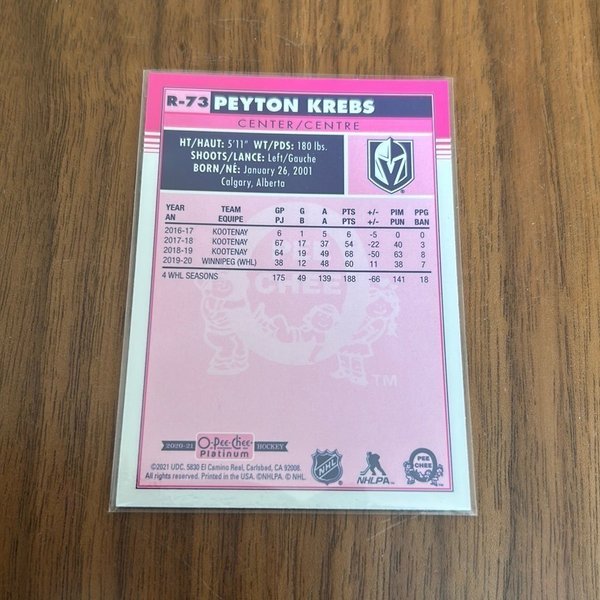 R-73 PEYTON KREBS
CENTER/CENTRE
HT/HAUT: 5'11" WT/PDS: 180 lbs.
SHOOTS/LANCE: Left/Gauche
BORN/NÉ: January 26, 2001
Calgary, Alberta
YEAR TEAM GP G A PTS +/- PIM PPG
AN EQUIPE PJ B A PTS +/- PUN BAN
2016-17 KOOTENAY 6 1 5 6 -5 0 0
2017-18 KOOTENAY 67 17 37 54 -22 40 3
2018-19 KOOTENAY 64 19 49 68 -50 63 8
2019-20 WINNIPEG (WHL) 38 12 48 60 11 38 7
4 WHL SEASONS 175 49 139 188 -66 141 18
PEE
CHEE
TM
2020-21 O-Pee-Chee Platinum HOCKEY
©2021 UDC. 5830 El Camino Real, Carlsbad, CA 92008.
All rights reserved. Printed in the USA. ©NHLPA. © NHL.
NHL
NHLPA
O PEE CHEE